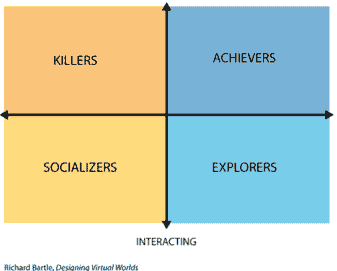 KILLERS
ACHIEVERS
SOCIALIZERS
EXPLORERS
INTERACTING
Richard Bartle, Designing Virtual Worlds